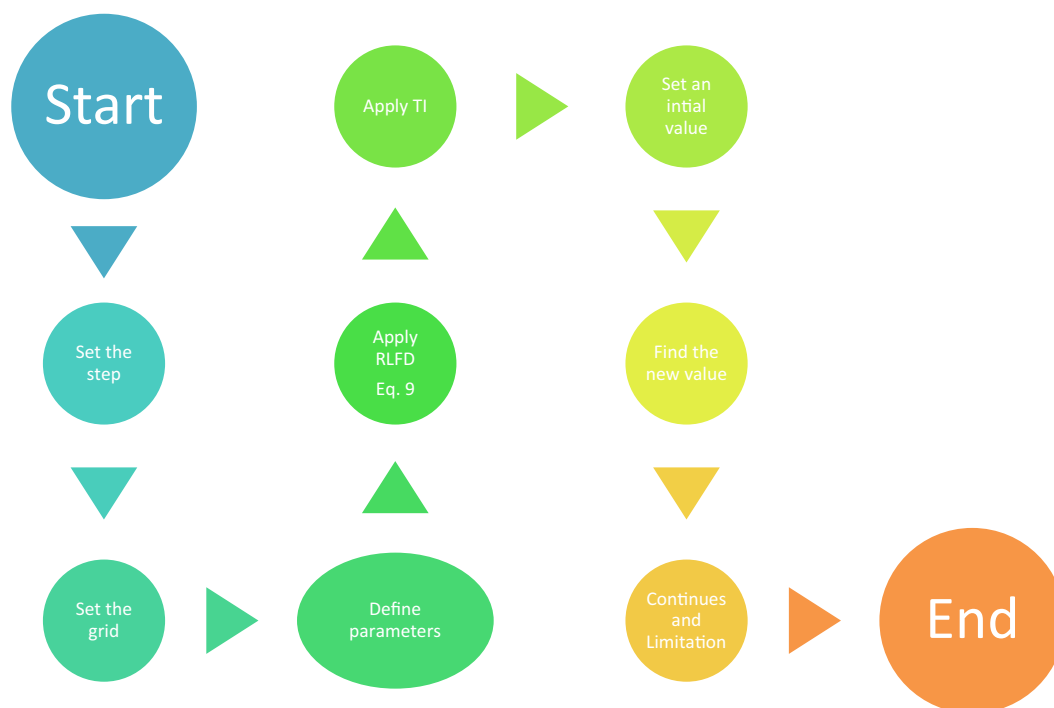 Start
Set the
step
Set the
grid
Define
parameters
Apply
RLFD
Eq. 9
Apply TI
Set an
intial
value
Find the
new value
Continues
and
Limitation
End